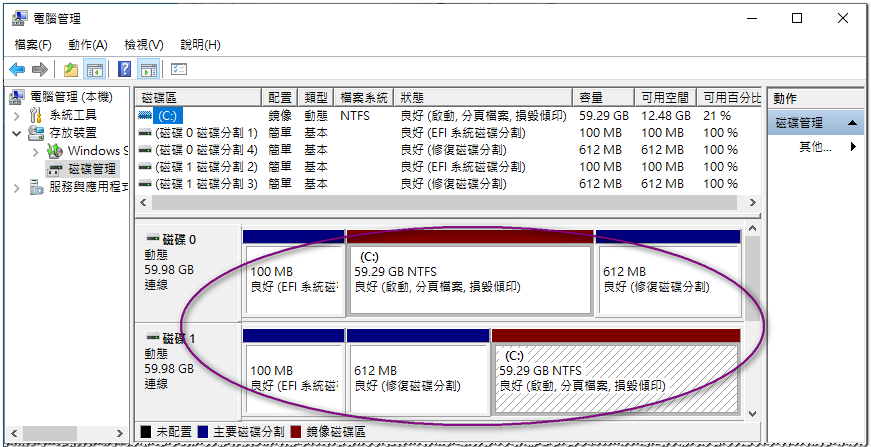 電腦管理
檔案(F) 動作(A) 檢視(V) 說明(H)
電腦管理 (本機)
系統工具
存放裝置
Windows S
磁碟管理
服務與應用程式
磁碟區 配置 類型 檔案系統 狀態 容量 可用空間 可用百分比
(C:) 鏡像 動態 NTFS 良好 (啟動, 分頁檔案, 損毀傾印) 59.29 GB 12.48 GB 21 %
(磁碟 0 磁碟分割 1) 簡單 基本 良好 (EFI 系統磁碟分割) 100 MB 100 MB 100 %
(磁碟 0 磁碟分割 4) 簡單 基本 良好 (修復磁碟分割) 612 MB 612 MB 100 %
(磁碟 1 磁碟分割 2) 簡單 基本 良好 (EFI 系統磁碟分割) 100 MB 100 MB 100 %
(磁碟 1 磁碟分割 3) 簡單 基本 良好 (修復磁碟分割) 612 MB 612 MB 100 %
動作
磁碟管理
其他...
磁碟 0
動態
59.98 GB
連線
100 MB
良好 (EFI 系統磁
(C:)
59.29 GB NTFS
良好 (啟動, 分頁檔案, 損毀傾印)
612 MB
良好 (修復磁碟分割)
磁碟 1
動態
59.98 GB
連線
100 MB
良好 (EFI 系統磁
612 MB
良好 (修復磁碟分割)
(C:)
59.29 GB NTFS
良好 (啟動, 分頁檔案, 損毀傾印)
未配置 主要磁碟分割 鏡像磁碟區